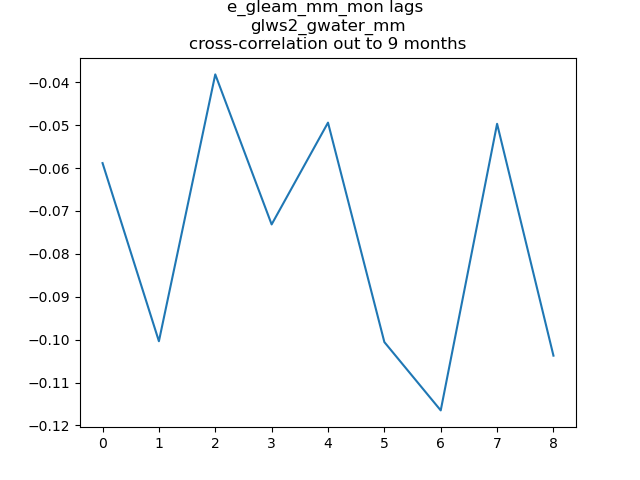 e_gleam_mm_mon lags
glws2_gwater_mm
cross-correlation out to 9 months
−0.04
−0.05
−0.06
−0.07
−0.08
−0.09
−0.10
−0.11
−0.12
0 1 2 3 4 5 6 7 8